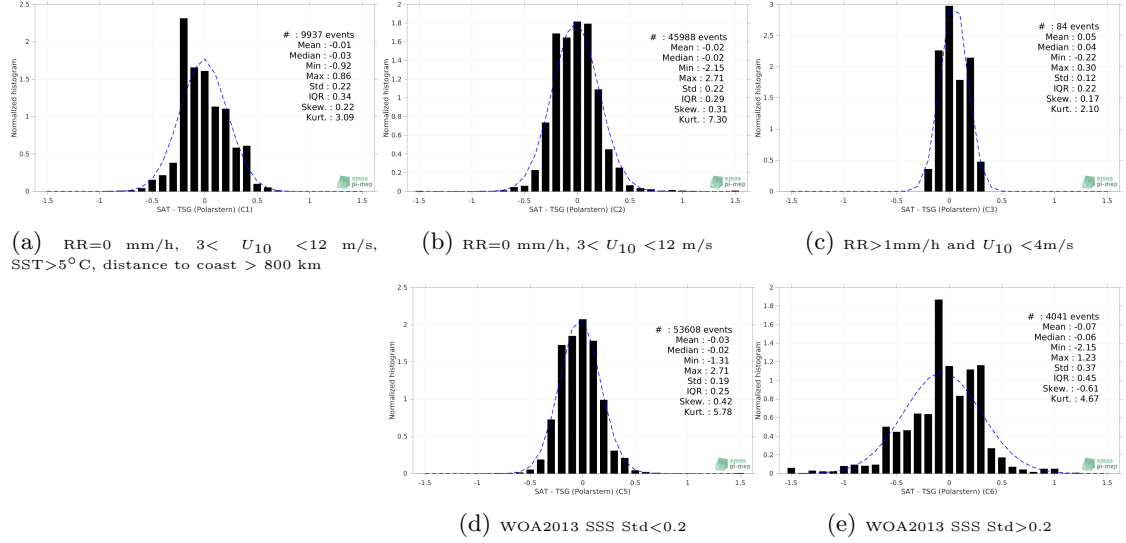 # : 9937 events
Mean : -0.01
Median : -0.03
Min : -0.92
Max : 0.86
Std : 0.22
IQR : 0.34
Skew. : 0.22
Kurt. : 3.09
Normalized histogram
2.5
2
1.5
1
0.5
0
-1.5 -1 -0.5 0 0.5 1 1.5
SAT - TSG (Polarstern) (C1)
smos
pi-mep
(a) RR=0 mm/h, 3< U10 <12 m/s,
SST>5°C, distance to coast > 800 km
# : 45988 events
Mean : -0.02
Median : -0.02
Min : -2.15
Max : 2.71
Std : 0.22
IQR : 0.29
Skew. : 0.31
Kurt. : 7.30
Normalized histogram
2
1.8
1.6
1.4
1.2
1
0.8
0.6
0.4
0.2
0
-1.5 -1 -0.5 0 0.5 1 1.5
SAT - TSG (Polarstern) (C2)
smos
pi-mep
(b) RR=0 mm/h, 3< U10 <12 m/s
# : 84 events
Mean : 0.05
Median : 0.04
Min : -0.22
Max : 0.30
Std : 0.12
IQR : 0.22
Skew. : 0.17
Kurt. : 2.10
Normalized histogram
3
2
1
0
-1.5 -1 -0.5 0 0.5 1 1.5
SAT - TSG (Polarstern) (C3)
smos
pi-mep
(c) RR>1mm/h and U10 <4m/s
# : 53608 events
Mean : -0.03
Median : -0.02
Min : -1.31
Max : 2.71
Std : 0.19
IQR : 0.25
Skew. : 0.42
Kurt. : 5.78
Normalized histogram
2.5
2
1.5
1
0.5
0
-1.5 -1 -0.5 0 0.5 1 1.5
SAT - TSG (Polarstern) (C5)
smos
pi-mep
(d) WOA2013 SSS Std<0.2
# : 4041 events
Mean : -0.07
Median : -0.06
Min : -2.15
Max : 1.23
Std : 0.37
IQR : 0.45
Skew. : -0.61
Kurt. : 4.67
Normalized histogram
2
1.8
1.6
1.4
1.2
1
0.8
0.6
0.4
0.2
0
-1.5 -1 -0.5 0 0.5 1 1.5
SAT - TSG (Polarstern) (C6)
smos
pi-mep
(e) WOA2013 SSS Std>0.2